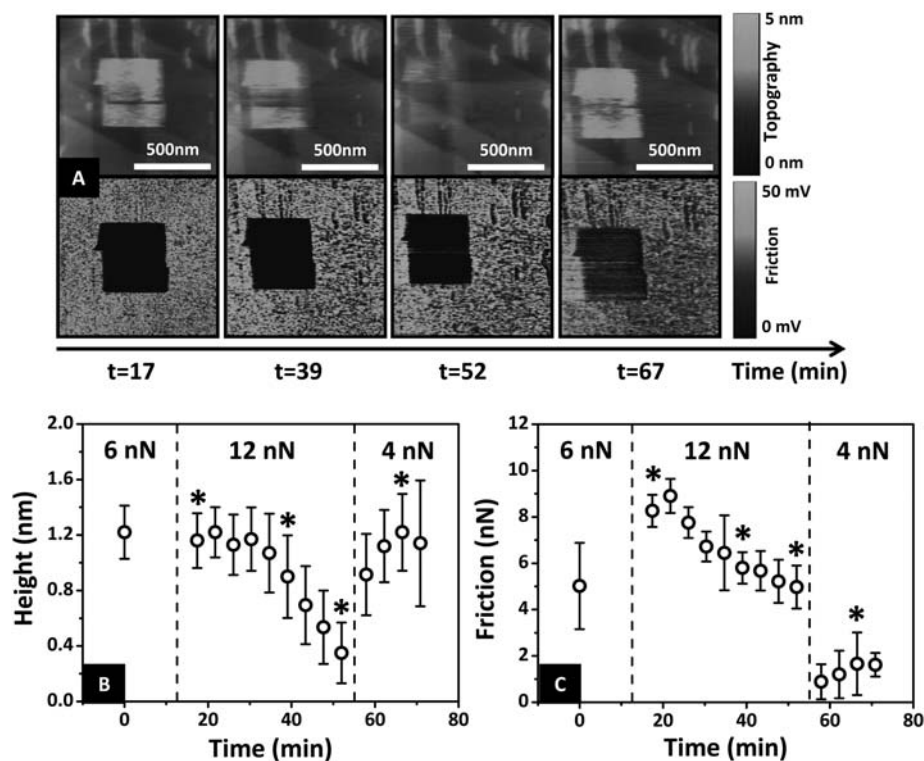 5 nm
Topography
0 nm
500nm 500nm 500nm 500nm
A
50 mV
Friction
0 mV
t=17 t=39 t=52 t=67 Time (min)
2.0
1.6
1.2
0.8
0.4
0.0
Height (nm)
6 nN 12 nN 4 nN
* * * *
B
0 20 40 60 80
Time (min)
12
10
8
6
4
2
0
Friction (nN)
6 nN 12 nN 4 nN
* * * *
C
0 20 40 60 80
Time (min)